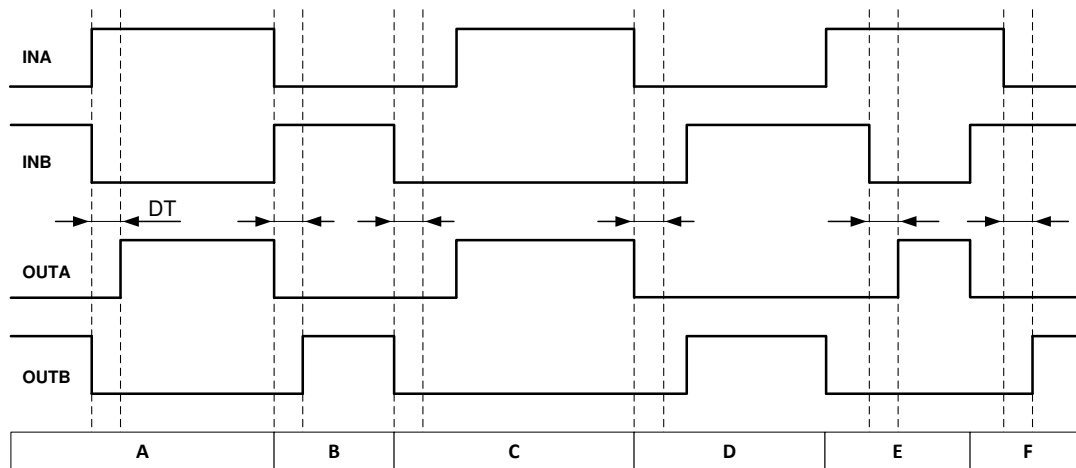 INA
INB
DT
OUTA
OUTB
A B C D E F